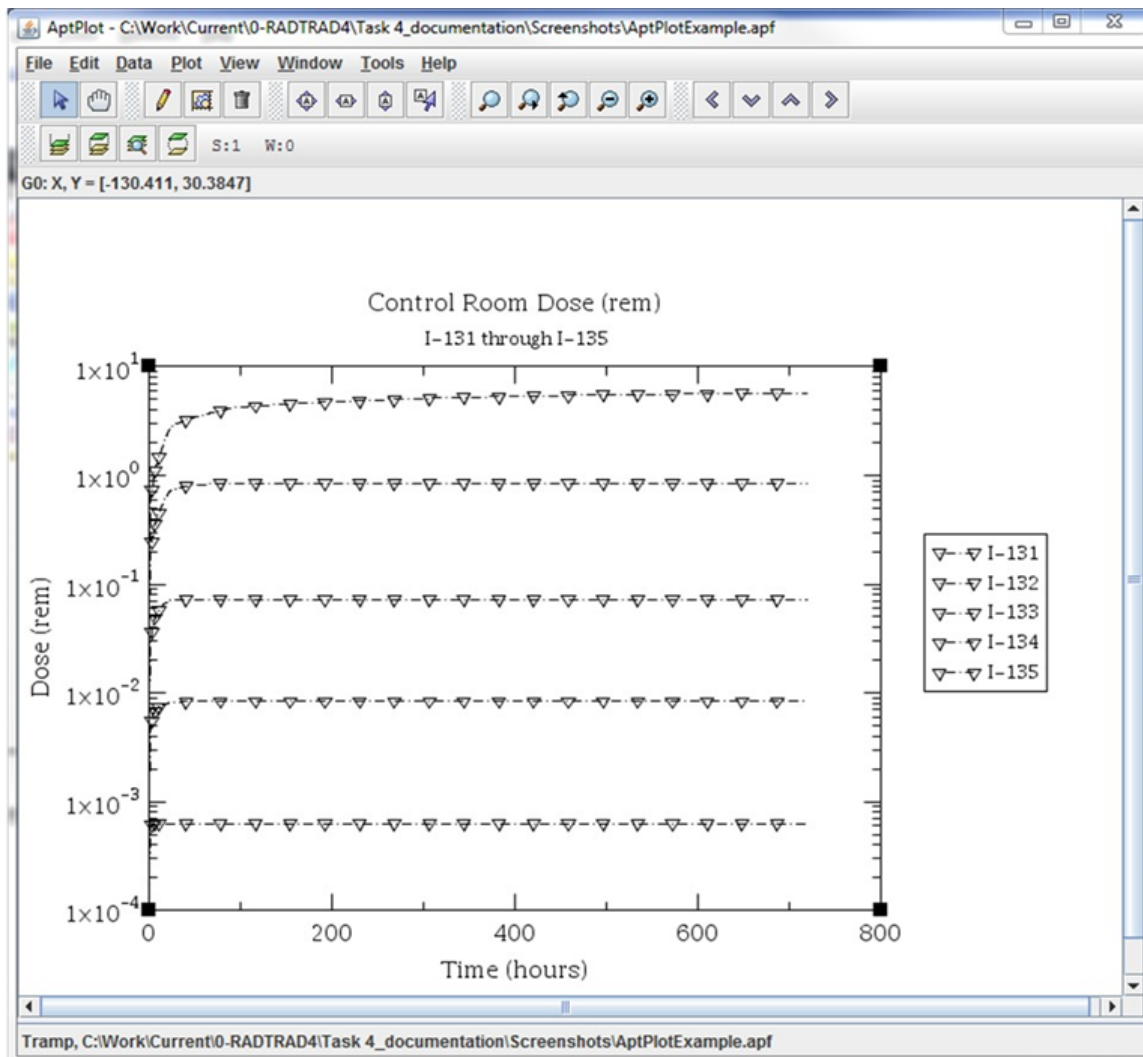 AptPlot - C:\Work\Current\0-RADTRAD4\Task 4_documentation\Screenshots\AptPlotExample.apf
File Edit Data Plot View Window Tools Help
S:1 W:0
G0: X, Y = [-130.411, 30.3847]
Control Room Dose (rem)
I-131 through I-135
1×10^1
1×10^0
1×10^-1
1×10^-2
1×10^-3
1×10^-4
Dose (rem)
0 200 400 600 800
Time (hours)
I-131
I-132
I-133
I-134
I-135
Tramp, C:\Work\Current\0-RADTRAD4\Task 4_documentation\Screenshots\AptPlotExample.apf